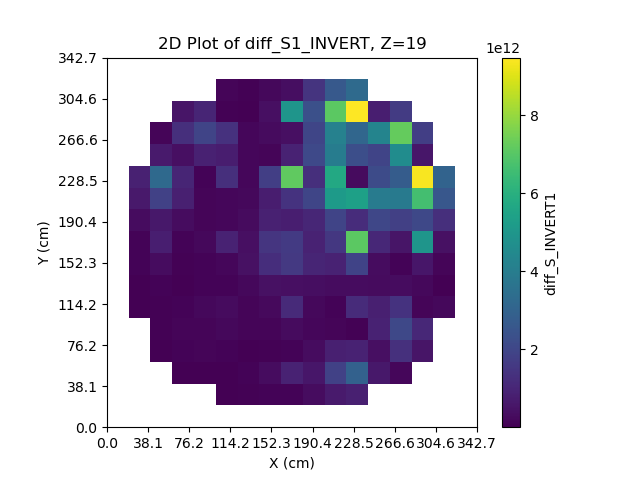 2D Plot of diff_S1_INVERT, Z=19
1e12
342.7
304.6
266.6
228.5
190.4
152.3
114.2
76.2
38.1
0.0
Y (cm)
0.0 38.1 76.2 114.2 152.3 190.4 228.5 266.6 304.6 342.7
X (cm)
8
6
4
2
diff_S_INVERT1